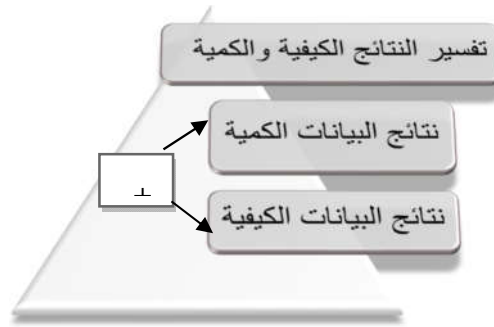 تفسير النتائج الكيفية والكمية
نتائج البيانات الكمية
نتائج البيانات الكيفية